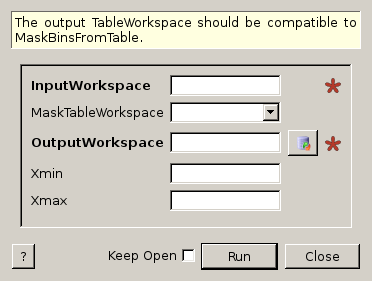 The output TableWorkspace should be compatible to
MaskBinsFromTable.
InputWorkspace
MaskTableWorkspace
OutputWorkspace
Xmin
Xmax
? Keep Open Run Close